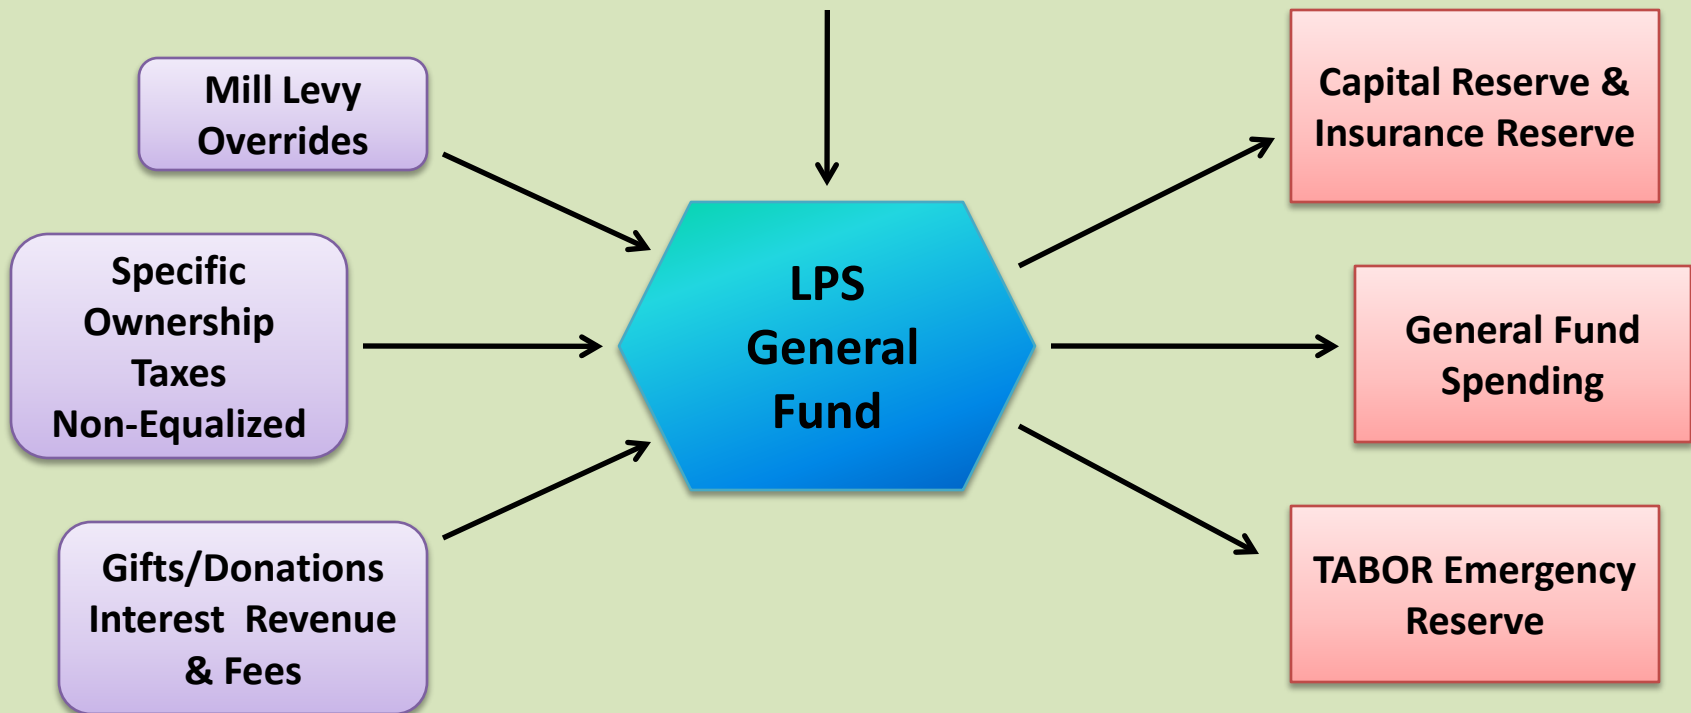 Mill Levy
Overrides
Specific
Ownership
Taxes
Non-Equalized
Gifts/Donations
Interest Revenue
& Fees
LPS
General
Fund
Capital Reserve &
Insurance Reserve
General Fund
Spending
TABOR Emergency
Reserve